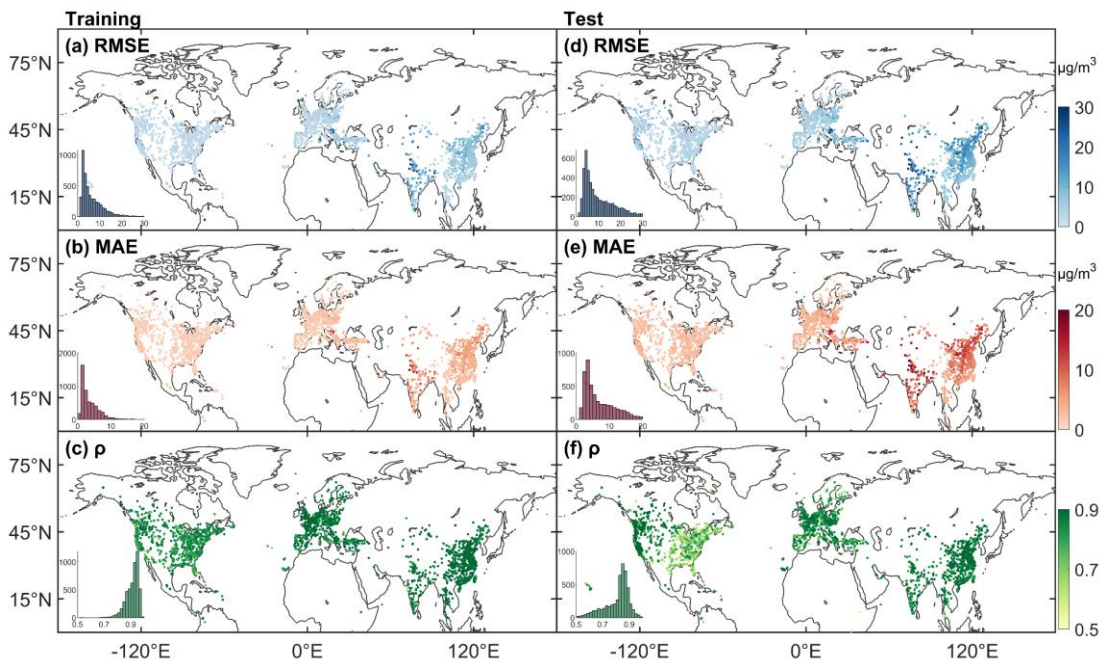 Training
Test
(a) RMSE
(d) RMSE
75°N
45°N
15°N
1000
500
0
0 10 20 30
600
400
200
0
0 10 20 30
µg/m³
30
20
10
0
(b) MAE
(e) MAE
75°N
45°N
15°N
2000
1000
0
0 10 20
1000
500
0
0 10 20
µg/m³
20
10
0
(c) ρ
(f) ρ
75°N
45°N
15°N
1000
500
0
0.5 0.7 0.9
1000
500
0
0.5 0.7 0.9
0.9
0.7
0.5
-120°E 0°E 120°E
-120°E 0°E 120°E